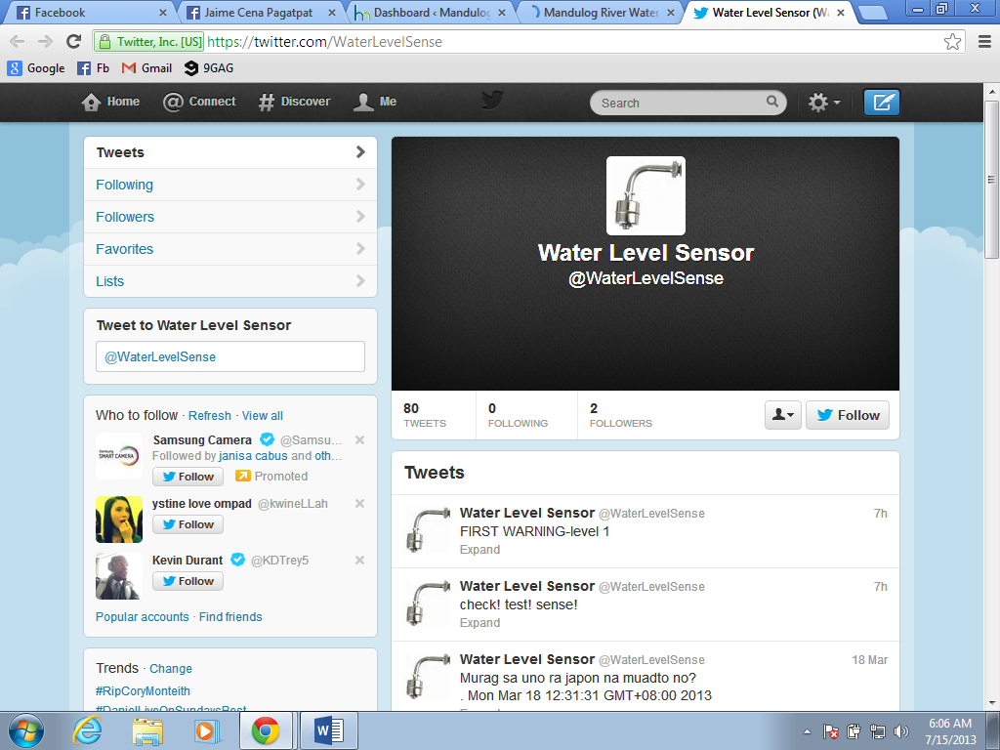 Facebook
Jaime Cena Pagatpat
Dashboard ‹ Mandulog
Mandulog River Water
Water Level Sensor (Wa
Twitter, Inc. [US] https://twitter.com/WaterLevelSense
Google Fb Gmail 9GAG
Home Connect Discover Me Search
Tweets
Following
Followers
Favorites
Lists
Tweet to Water Level Sensor
@WaterLevelSense
Who to follow · Refresh · View all
Samsung Camera @Samsu...
Samsung
SMART CAMERA
Followed by janisa cabus and oth...
Follow Promoted
ystine love ompad @kwineLLah
Follow
Kevin Durant @KDTrey5
Follow
Popular accounts · Find friends
Trends · Change
#RipCoryMonteith
#DanielLiveOnSundaysBest
Water Level Sensor
@WaterLevelSense
80 TWEETS
0 FOLLOWING
2 FOLLOWERS
Follow
Tweets
Water Level Sensor @WaterLevelSense 7h
FIRST WARNING-level 1
Expand
Water Level Sensor @WaterLevelSense 7h
check! test! sense!
Expand
Water Level Sensor @WaterLevelSense 18 Mar
Murag sa uno ra japon na muadto no?
. Mon Mar 18 12:31:31 GMT+08:00 2013
6:06 AM
7/15/2013